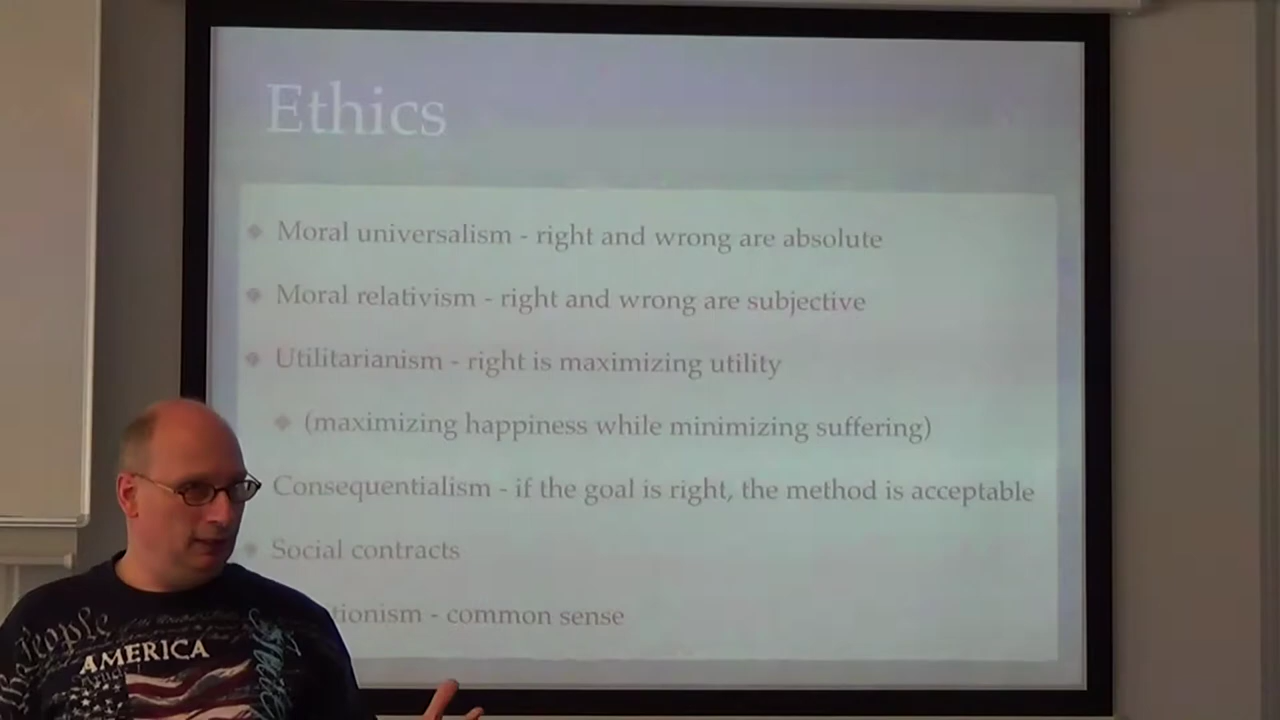 Ethics
Moral universalism - right and wrong are absolute
Moral relativism - right and wrong are subjective
Utilitarianism - right is maximizing utility
(maximizing happiness while minimizing suffering)
Consequentialism - if the goal is right, the method is acceptable
Social contracts
tionism - common sense
People
AMERICA